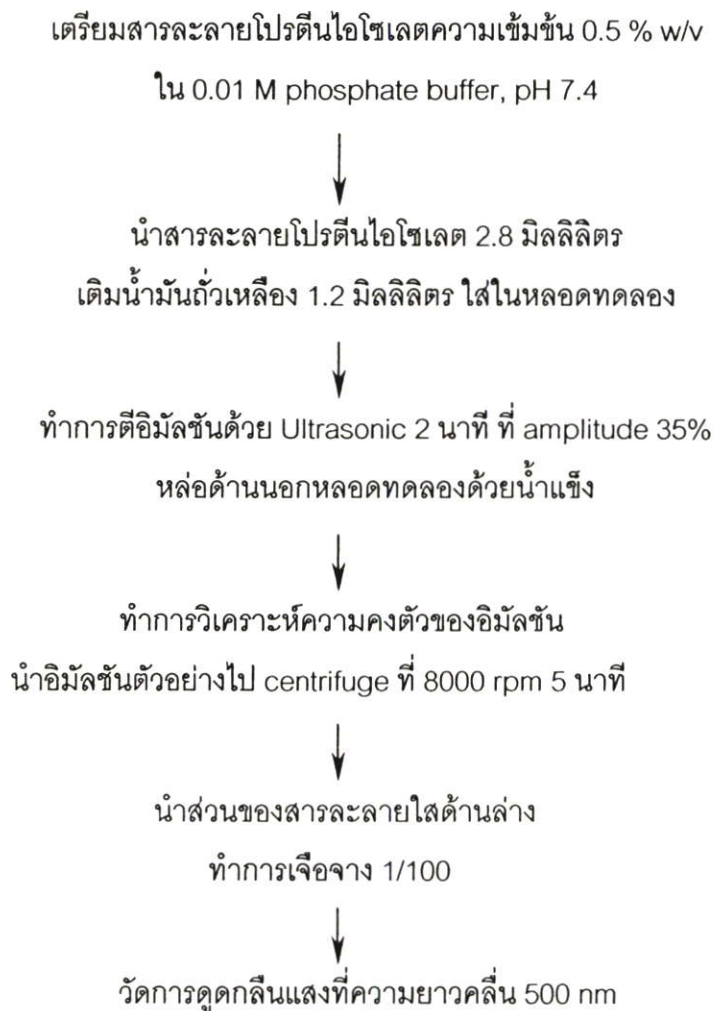 เตรียมสารละลายโปรตีนไอโซเลตความเข้มข้น 0.5 % w/v
ใน 0.01 M phosphate buffer, pH 7.4
นำสารละลายโปรตีนไอโซเลต 2.8 มิลลิลิตร
เติมน้ำมันถั่วเหลือง 1.2 มิลลิลิตร ใส่ในหลอดทดลอง
ทำการตีอิมัลชันด้วย Ultrasonic 2 นาที ที่ amplitude 35%
หล่อด้านนอกหลอดทดลองด้วยน้ำแข็ง
ทำการวิเคราะห์ความคงตัวของอิมัลชัน
นำอิมัลชันตัวอย่างไป centrifuge ที่ 8000 rpm 5 นาที
นำส่วนของสารละลายใสด้านล่าง
ทำการเจือจาง 1/100
วัดการดูดกลืนแสงที่ความยาวคลื่น 500 nm